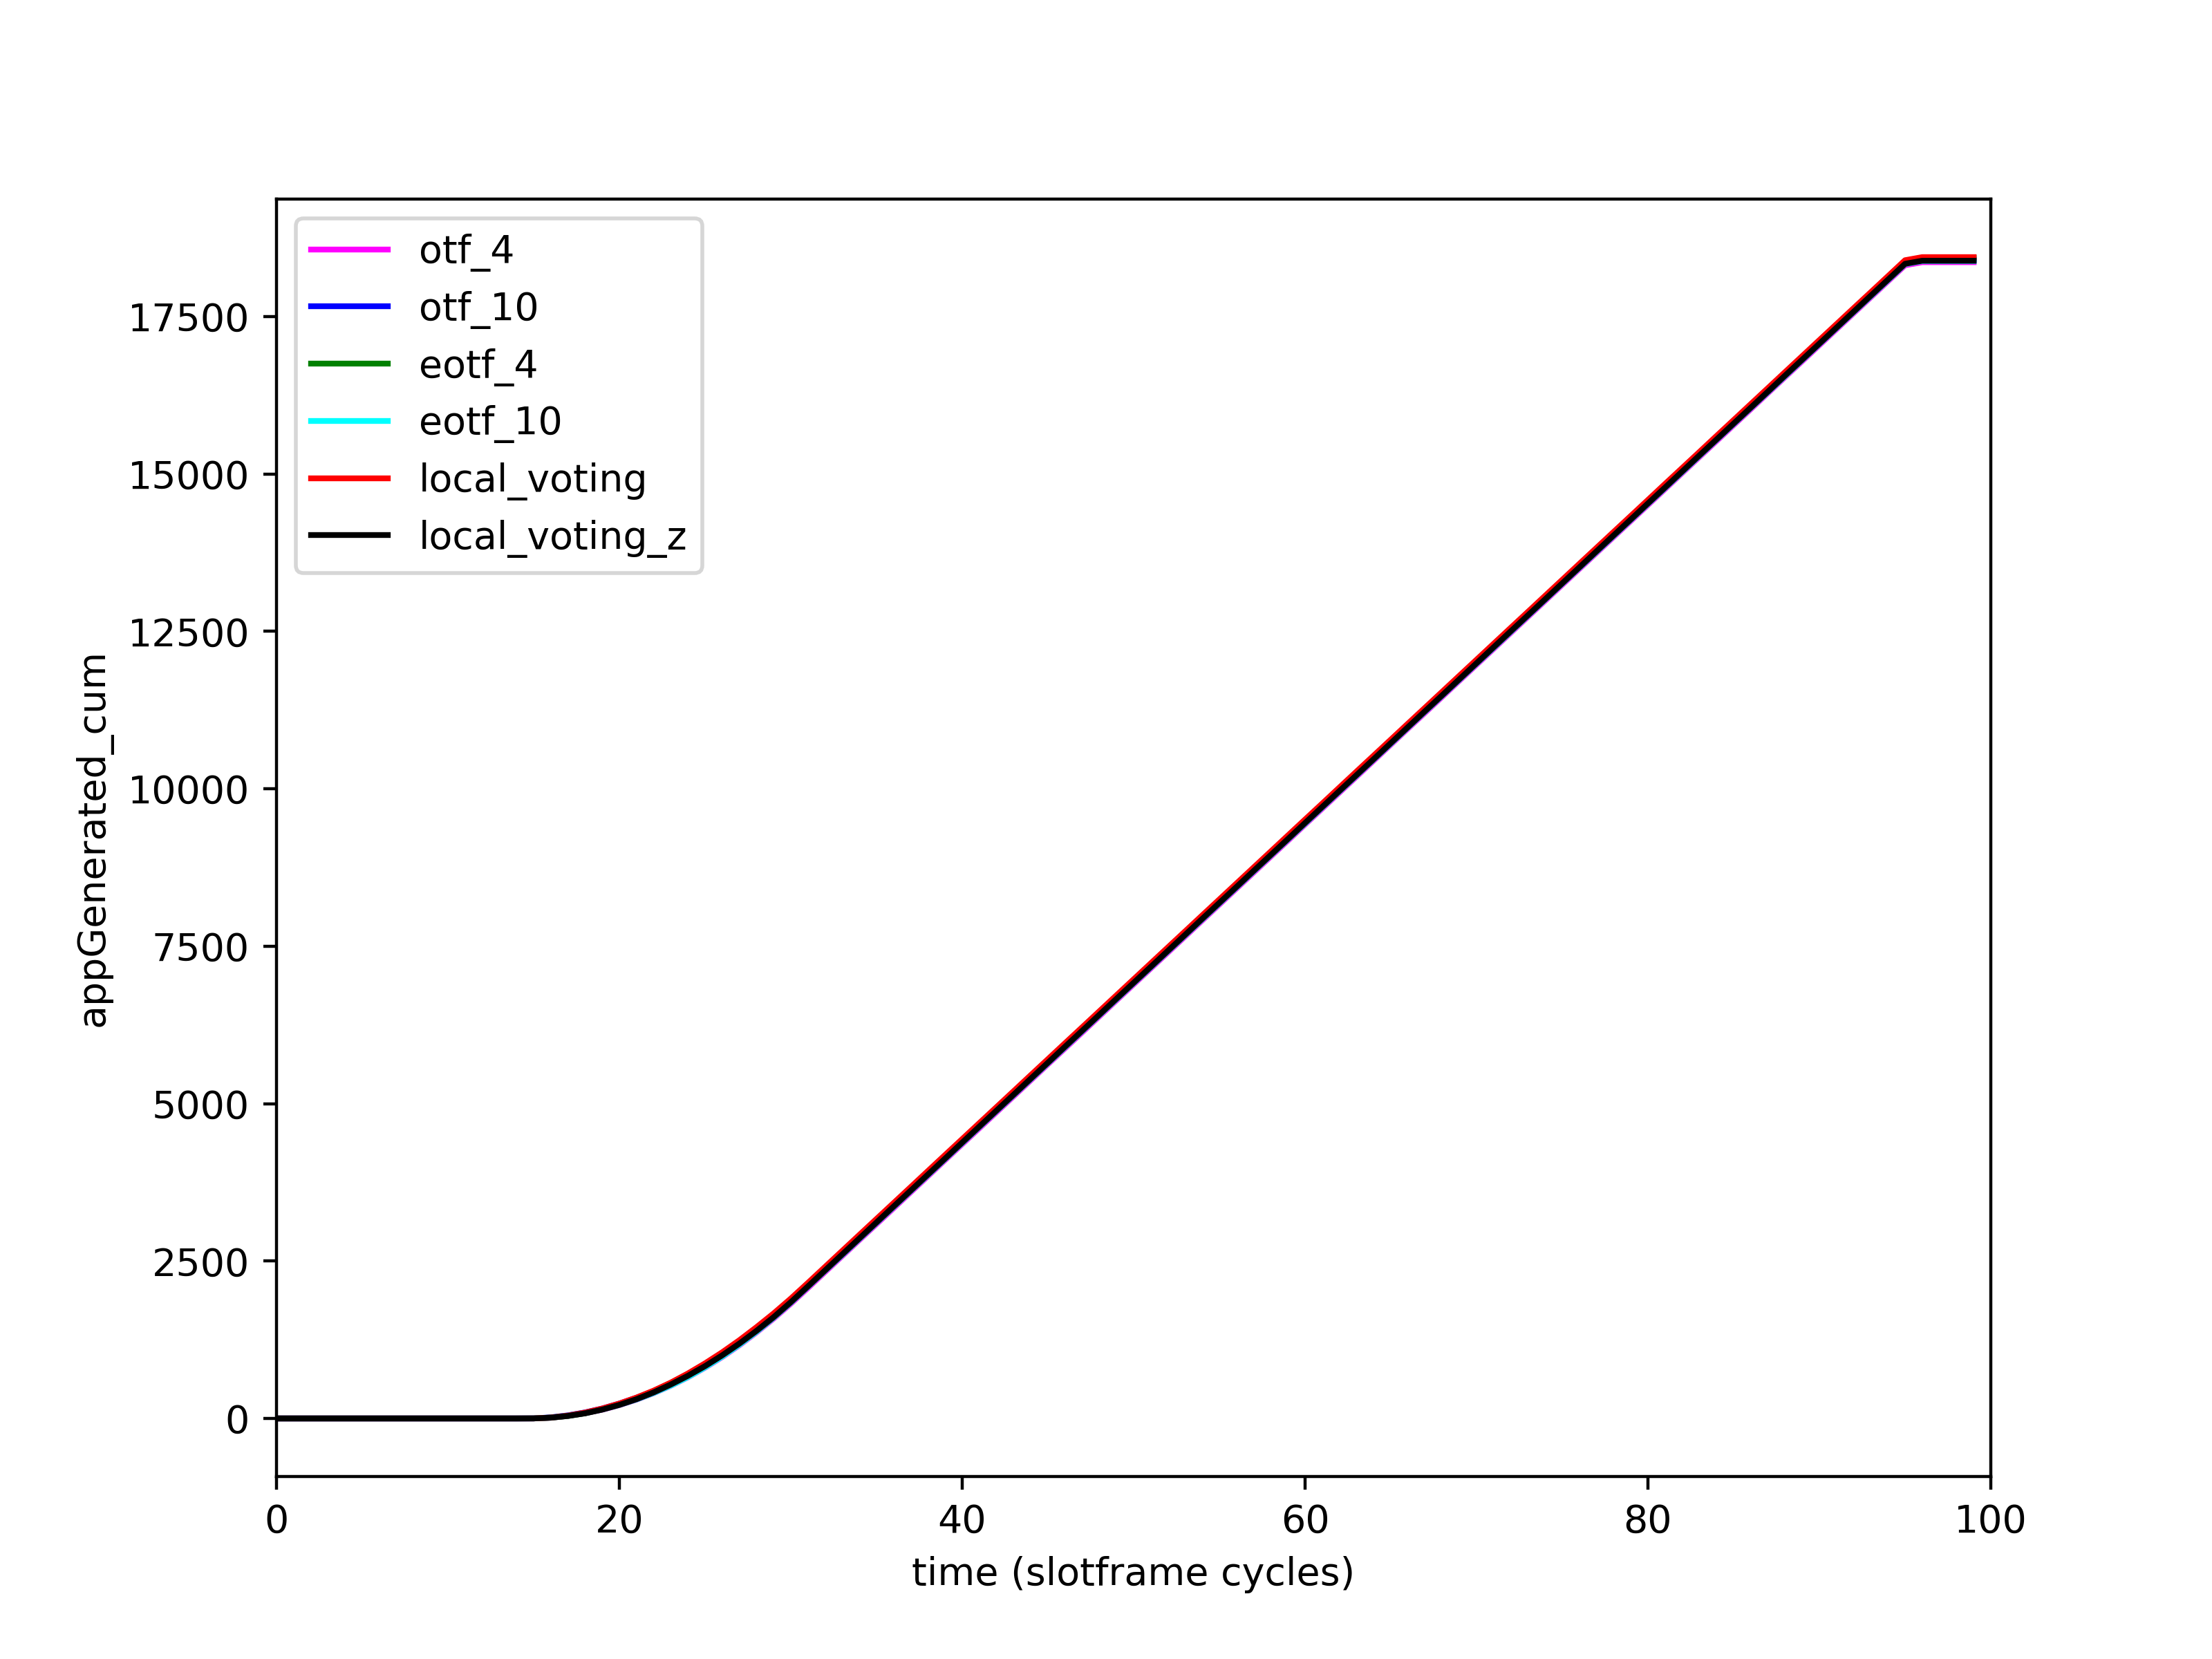 otf_4
otf_10
eotf_4
eotf_10
local_voting
local_voting_z
appGenerated_cum
17500
15000
12500
10000
7500
5000
2500
0
0 20 40 60 80 100
time (slotframe cycles)